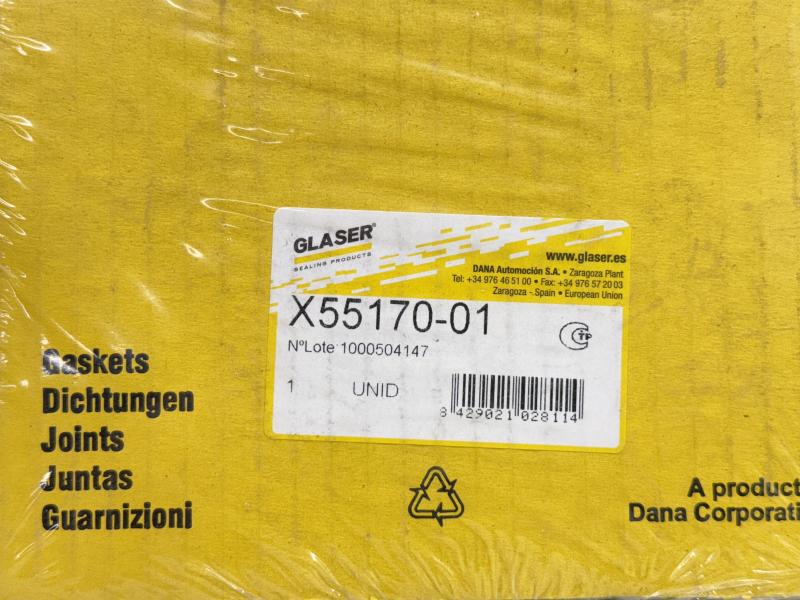 GLASER®
SEALING PRODUCTS
www.glaser.es
DANA Automoción S.A. • Zaragoza Plant
Tel: +34 976 46 51 00 • Fax: +34 976 57 20 03
Zaragoza - Spain • European Union
X55170-01
NºLote 1000504147
1 UNID
8 429021 028114
Gaskets
Dichtungen
Joints
Juntas
Guarnizioni
A product
Dana Corporati